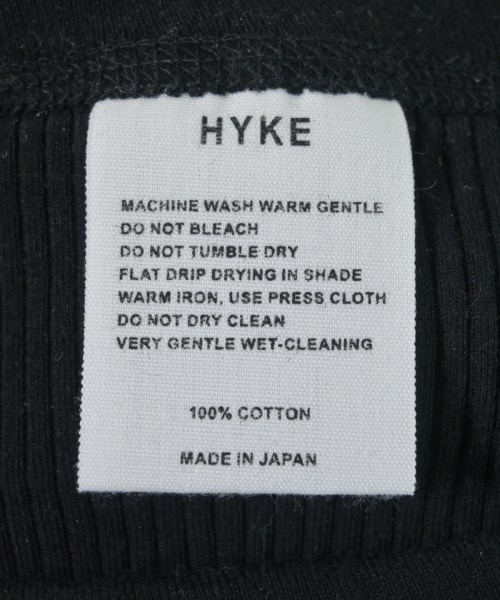 HYKE
MACHINE WASH WARM GENTLE
DO NOT BLEACH
DO NOT TUMBLE DRY
FLAT DRIP DRYING IN SHADE
WARM IRON, USE PRESS CLOTH
DO NOT DRY CLEAN
VERY GENTLE WET-CLEANING
100% COTTON
MADE IN JAPAN